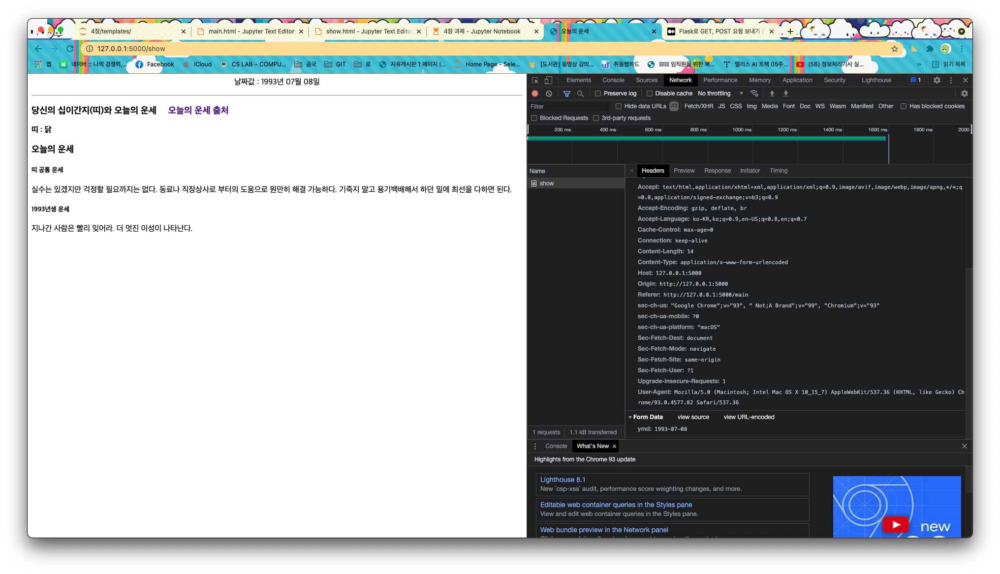 4장/templates/
main.html - Jupyter Text Editor
show.html - Jupyter Text Edito
4장 과제 - Jupyter Notebook
오늘의 운세
Flask로 GET, POST 요청 보내기 (
127.0.0.1:5000/show
앱
네이버 :: 나의 경쟁력,...
Facebook
iCloud
CS LAB – COMPU...
곰국
GIT
로
자유게시판 1 페이지 |...
Home Page - Sele...
[도서관] 동영상 강의...
취동웹하드
임직원을 위한 복...
엘리스 AI 트랙 05주...
(56) 정보처리기사 실...
»
읽기 목록
날짜값 : 1993년 07월 08일
당신의 십이간지(띠)와 오늘의 운세 오늘의 운세 출처
띠 : 닭
오늘의 운세
띠 공통 운세
실수는 있겠지만 걱정할 필요까지는 없다. 동료나 직장상사로 부터의 도움으로 원만히 해결 가능하다. 기죽지 말고 용기백배해서 하던 일에 최선을 다하면 된다.
1993년생 운세
지나간 사람은 빨리 잊어라. 더 멋진 이성이 나타난다.
Elements Console Sources Network Performance Memory Application Security Lighthouse 1
Preserve log Disable cache No throttling
Filter Hide data URLs All Fetch/XHR JS CSS Img Media Font Doc WS Wasm Manifest Other Has blocked cookies
Blocked Requests 3rd-party requests
200 ms 400 ms 600 ms 800 ms 1000 ms 1200 ms 1400 ms 1600 ms 1800 ms 2000
Name
show
Headers Preview Response Initiator Timing
Accept: text/html,application/xhtml+xml,application/xml;q=0.9,image/avif,image/webp,image/apng,*/*;q
=0.8,application/signed-exchange;v=b3;q=0.9
Accept-Encoding: gzip, deflate, br
Accept-Language: ko-KR,ko;q=0.9,en-US;q=0.8,en;q=0.7
Cache-Control: max-age=0
Connection: keep-alive
Content-Length: 14
Content-Type: application/x-www-form-urlencoded
Host: 127.0.0.1:5000
Origin: http://127.0.0.1:5000
Referer: http://127.0.0.1:5000/main
sec-ch-ua: "Google Chrome";v="93", " Not;A Brand";v="99", "Chromium";v="93"
sec-ch-ua-mobile: ?0
sec-ch-ua-platform: "macOS"
Sec-Fetch-Dest: document
Sec-Fetch-Mode: navigate
Sec-Fetch-Site: same-origin
Sec-Fetch-User: ?1
Upgrade-Insecure-Requests: 1
User-Agent: Mozilla/5.0 (Macintosh; Intel Mac OS X 10_15_7) AppleWebKit/537.36 (KHTML, like Gecko) Ch
rome/93.0.4577.82 Safari/537.36
Form Data view source view URL-encoded
ymd: 1993-07-08
1 requests 1.1 kB transferred
Console What's New
Highlights from the Chrome 93 update
Lighthouse 8.1
New `csp-xss` audit, performance score weighting changes, and more.
Editable web container queries in the Styles pane
View and edit web container queries in the Styles pane.
Web bundle preview in the Network panel
new